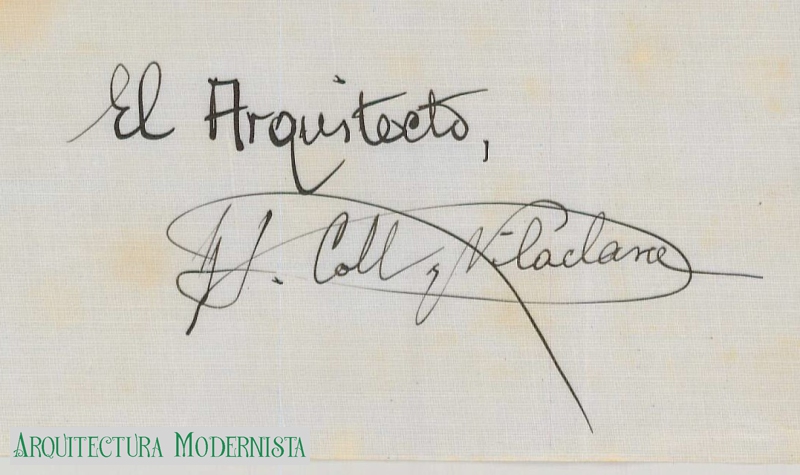 El Arquitecto,
J. Coll y Vilaclara
ARQUITECTURA MODERNISTA